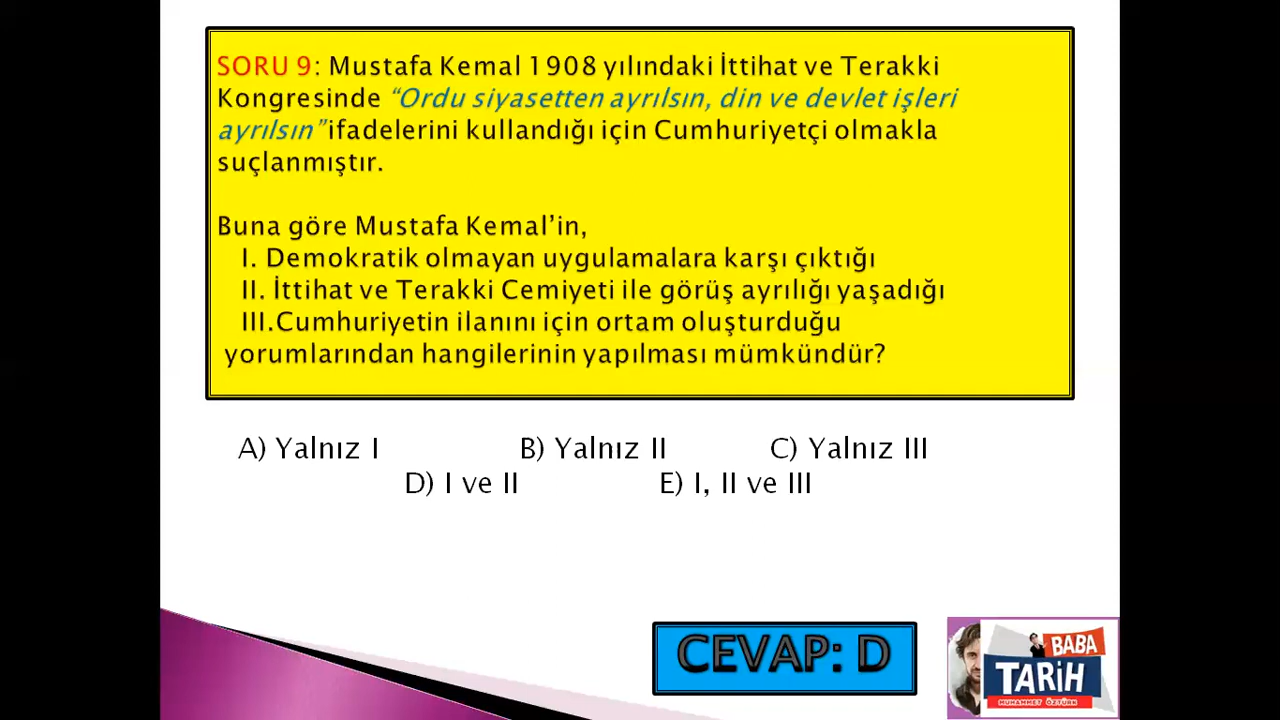 SORU 9: Mustafa Kemal 1908 yılındaki İttihat ve Terakki
Kongresinde “Ordu siyasetten ayrılsın, din ve devlet işleri
ayrılsın” ifadelerini kullandığı için Cumhuriyetçi olmakla
suçlanmıştır.
Buna göre Mustafa Kemal’in,
I. Demokratik olmayan uygulamalara karşı çıktığı
II. İttihat ve Terakki Cemiyeti ile görüş ayrılığı yaşadığı
III.Cumhuriyetin ilanını için ortam oluşturduğu
yorumlarından hangilerinin yapılması mümkündür?
A) Yalnız I B) Yalnız II C) Yalnız III
D) I ve II E) I, II ve III
CEVAP: D
BABA
TARİH
MUHAMMET ÖZTÜRK